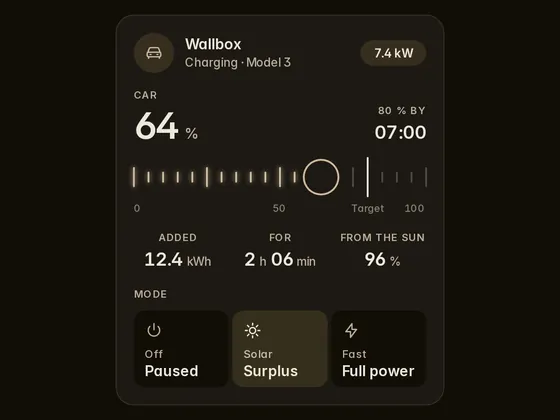 Wallbox
Charging · Model 3
7.4 kW
CAR
64 %
80 % BY
07:00
0
50
Target
100
ADDED
12.4 kWh
FOR
2 h 06 min
FROM THE SUN
96 %
MODE
Off
Paused
Solar
Surplus
Fast
Full power